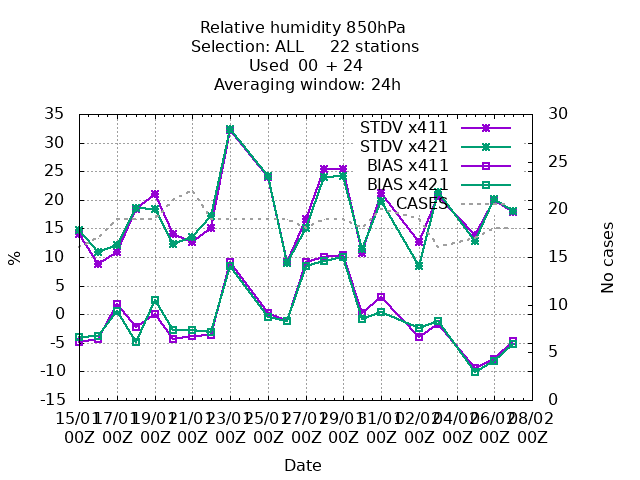 Relative humidity 850hPa
Selection: ALL 22 stations
Used 00 + 24
Averaging window: 24h
35 30
30 25
25 20
20 15
15 10
10 5
5 0
0
-5
-10
-15
%
No cases
STDV x411
STDV x421
BIAS x411
BIAS x421
CASES
15/01 17/01 19/01 21/01 23/01 25/01 27/01 29/01 31/01 02/02 04/02 06/02 08/02
00Z 00Z 00Z 00Z 00Z 00Z 00Z 00Z 00Z 00Z 00Z 00Z 00Z
Date